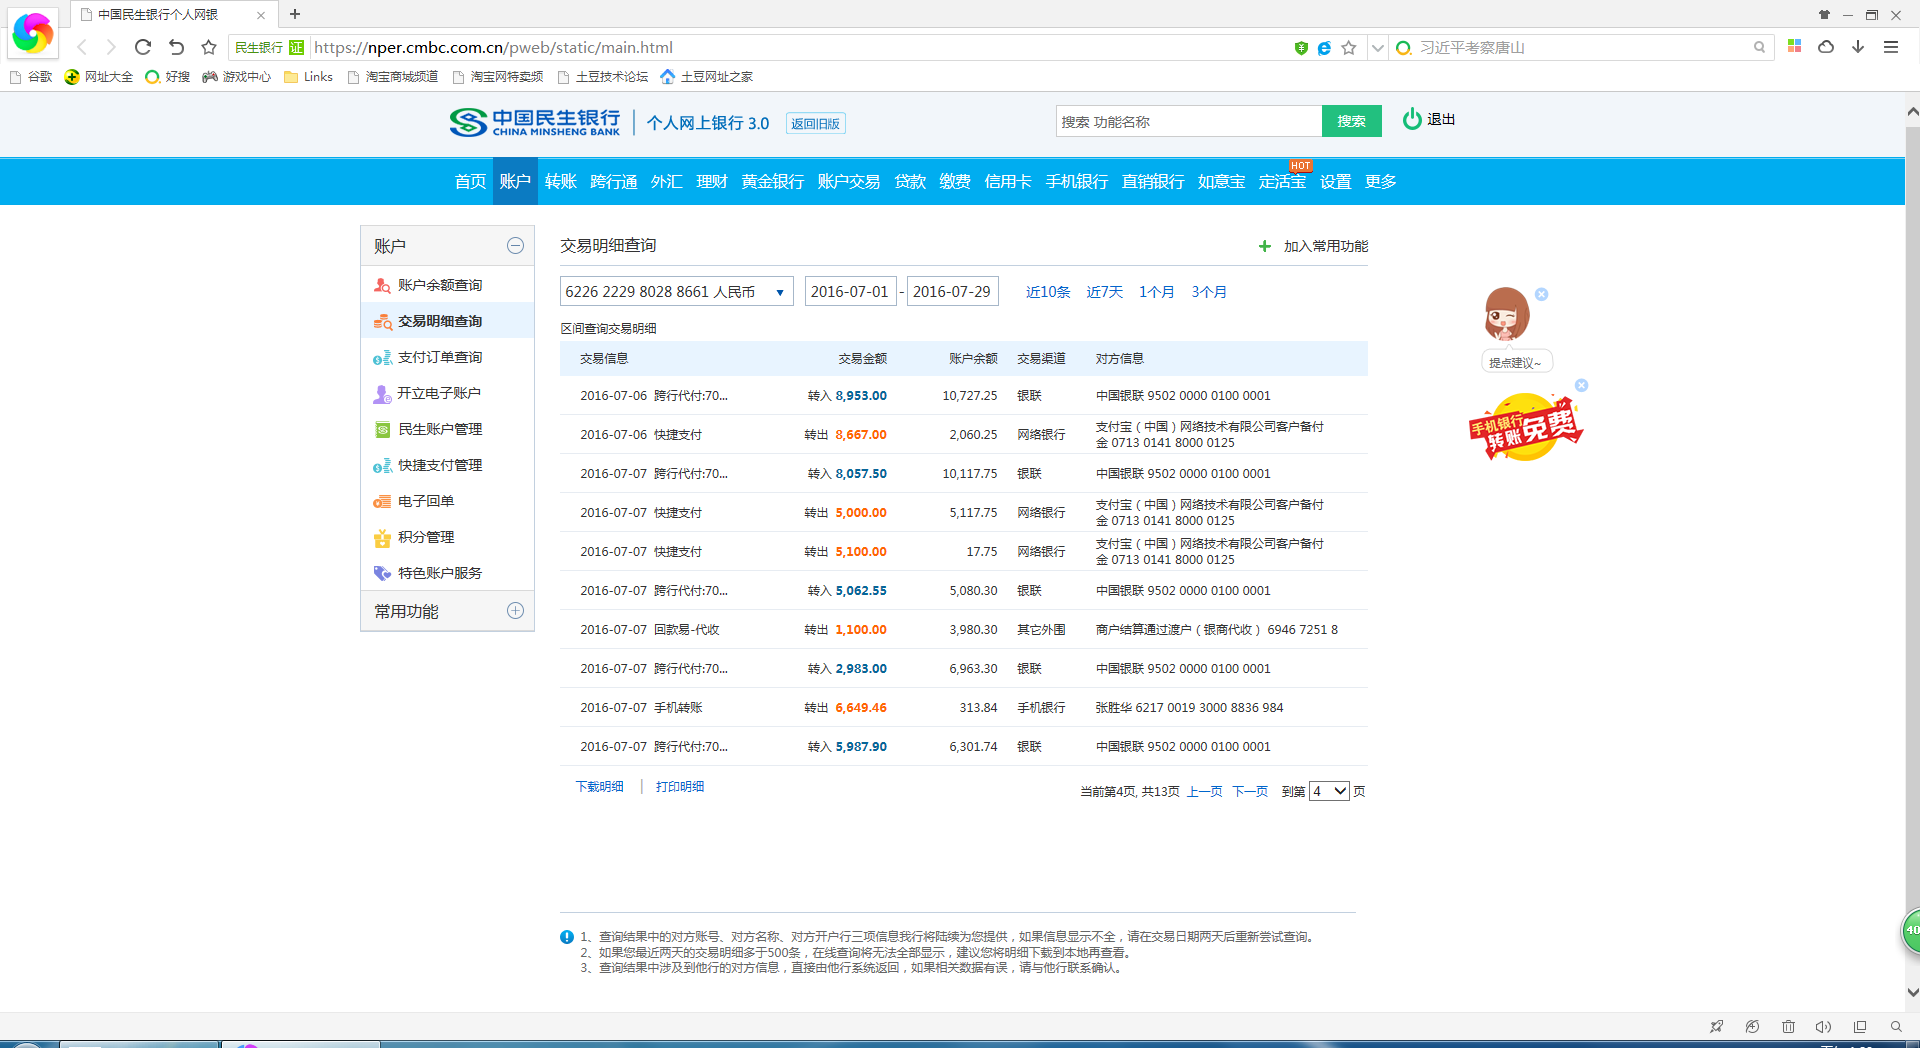 中国民生银行个人网银
民生银行 证 https://nper.cmbc.com.cn/pweb/static/main.html
习近平考察唐山
谷歌 网址大全 好搜 游戏中心 Links 淘宝商城频道 淘宝网特卖频 土豆技术论坛 土豆网址之家
中国民生银行
CHINA MINSHENG BANK
个人网上银行 3.0 返回旧版
搜索 功能名称 搜索 退出
HOT
首页 账户 转账 跨行通 外汇 理财 黄金银行 账户交易 贷款 缴费 信用卡 手机银行 直销银行 如意宝 定活宝 设置 更多
账户
账户余额查询
交易明细查询
支付订单查询
开立电子账户
民生账户管理
快捷支付管理
电子回单
积分管理
特色账户服务
常用功能
交易明细查询 加入常用功能
6226 2229 8028 8661 人民币 2016-07-01 - 2016-07-29 近10条 近7天 1个月 3个月
区间查询交易明细
交易信息 交易金额 账户余额 交易渠道 对方信息
2016-07-06 跨行代付:70... 转入 8,953.00 10,727.25 银联 中国银联 9502 0000 0100 0001
2016-07-06 快捷支付 转出 8,667.00 2,060.25 网络银行 支付宝（中国）网络技术有限公司客户备付
金 0713 0141 8000 0125
2016-07-07 跨行代付:70... 转入 8,057.50 10,117.75 银联 中国银联 9502 0000 0100 0001
2016-07-07 快捷支付 转出 5,000.00 5,117.75 网络银行 支付宝（中国）网络技术有限公司客户备付
金 0713 0141 8000 0125
2016-07-07 快捷支付 转出 5,100.00 17.75 网络银行 支付宝（中国）网络技术有限公司客户备付
金 0713 0141 8000 0125
2016-07-07 跨行代付:70... 转入 5,062.55 5,080.30 银联 中国银联 9502 0000 0100 0001
2016-07-07 回款易-代收 转出 1,100.00 3,980.30 其它外围 商户结算通过渡户（银商代收） 6946 7251 8
2016-07-07 跨行代付:70... 转入 2,983.00 6,963.30 银联 中国银联 9502 0000 0100 0001
2016-07-07 手机转账 转出 6,649.46 313.84 手机银行 张胜华 6217 0019 3000 8836 984
2016-07-07 跨行代付:70... 转入 5,987.90 6,301.74 银联 中国银联 9502 0000 0100 0001
下载明细 | 打印明细
当前第4页, 共13页 上一页 下一页 到第 4 页
提点建议~
手机银行
转账免费
1、查询结果中的对方账号、对方名称、对方开户行三项信息我行将陆续为您提供，如果信息显示不全，请在交易日期两天后重新尝试查询。
2、如果您最近两天的交易明细多于500条，在线查询将无法全部显示，建议您将明细下载到本地再查看。
3、查询结果中涉及到他行的对方信息，直接由他行系统返回，如果相关数据有误，请与他行联系确认。
40